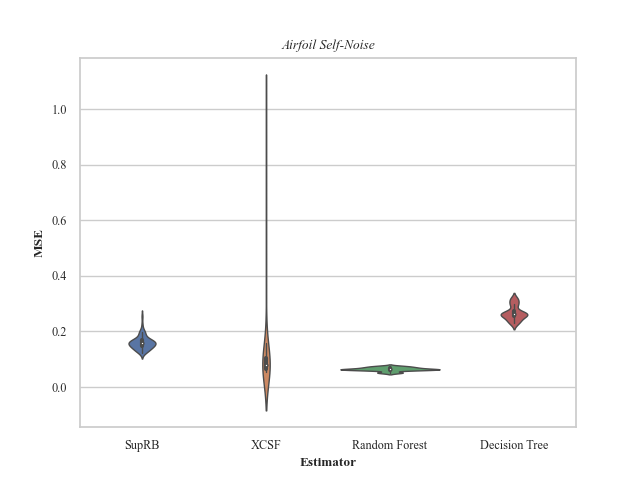 Airfoil Self-Noise
1.0
0.8
0.6
0.4
0.2
0.0
MSE
SupRB
XCSF
Random Forest
Decision Tree
Estimator